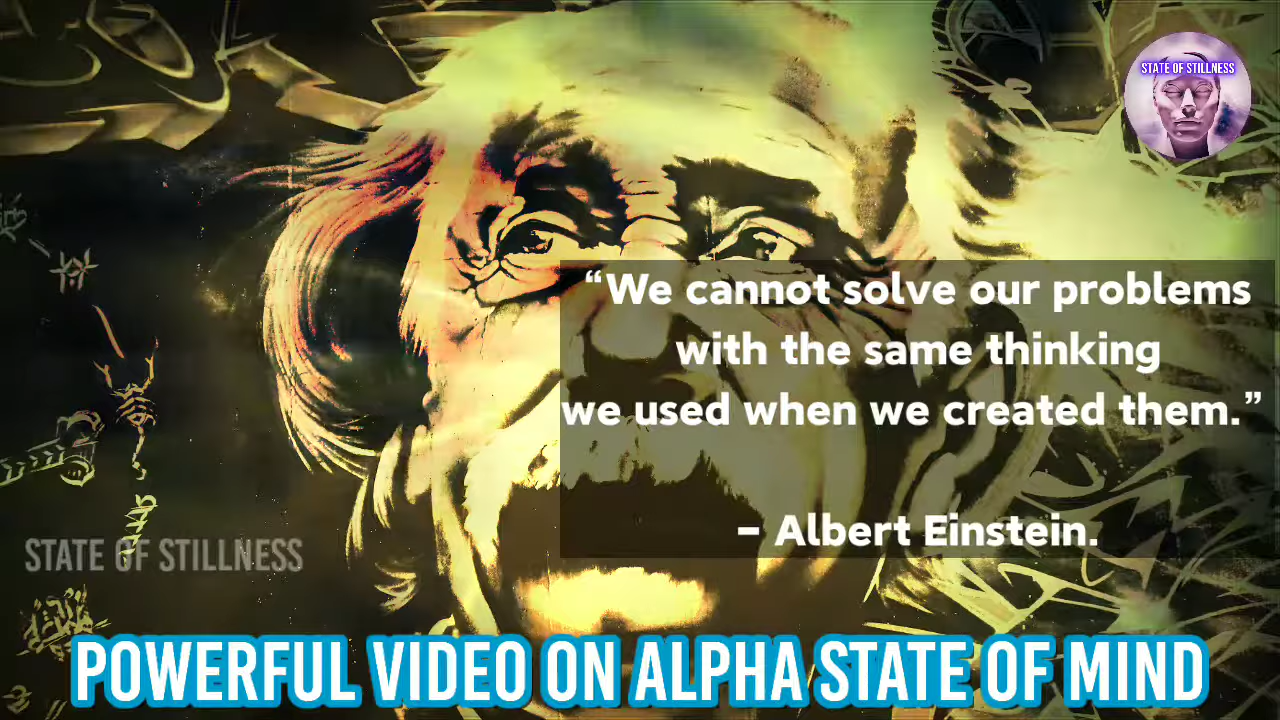 STATE OF STILLNESS
“We cannot solve our problems
with the same thinking
we used when we created them.”
– Albert Einstein.
STATE OF STILLNESS
POWERFUL VIDEO ON ALPHA STATE OF MIND